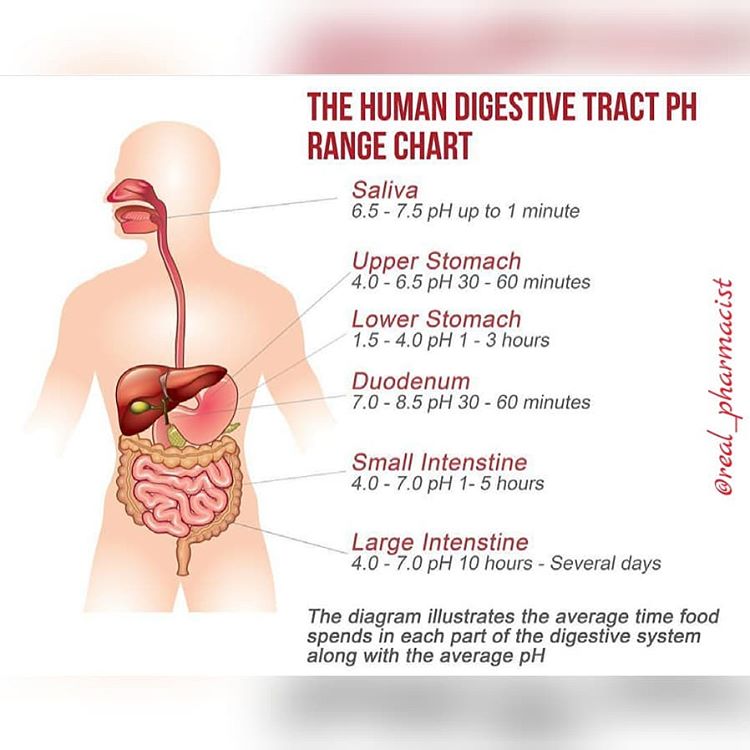 THE HUMAN DIGESTIVE TRACT PH
RANGE CHART
Saliva
6.5 - 7.5 pH up to 1 minute
Upper Stomach
4.0 - 6.5 pH 30 - 60 minutes
Lower Stomach
1.5 - 4.0 pH 1 - 3 hours
Duodenum
7.0 - 8.5 pH 30 - 60 minutes
Small Intenstine
4.0 - 7.0 pH 1- 5 hours
Large Intenstine
4.0 - 7.0 pH 10 hours - Several days
The diagram illustrates the average time food
spends in each part of the digestive system
along with the average pH
@real_pharmacist